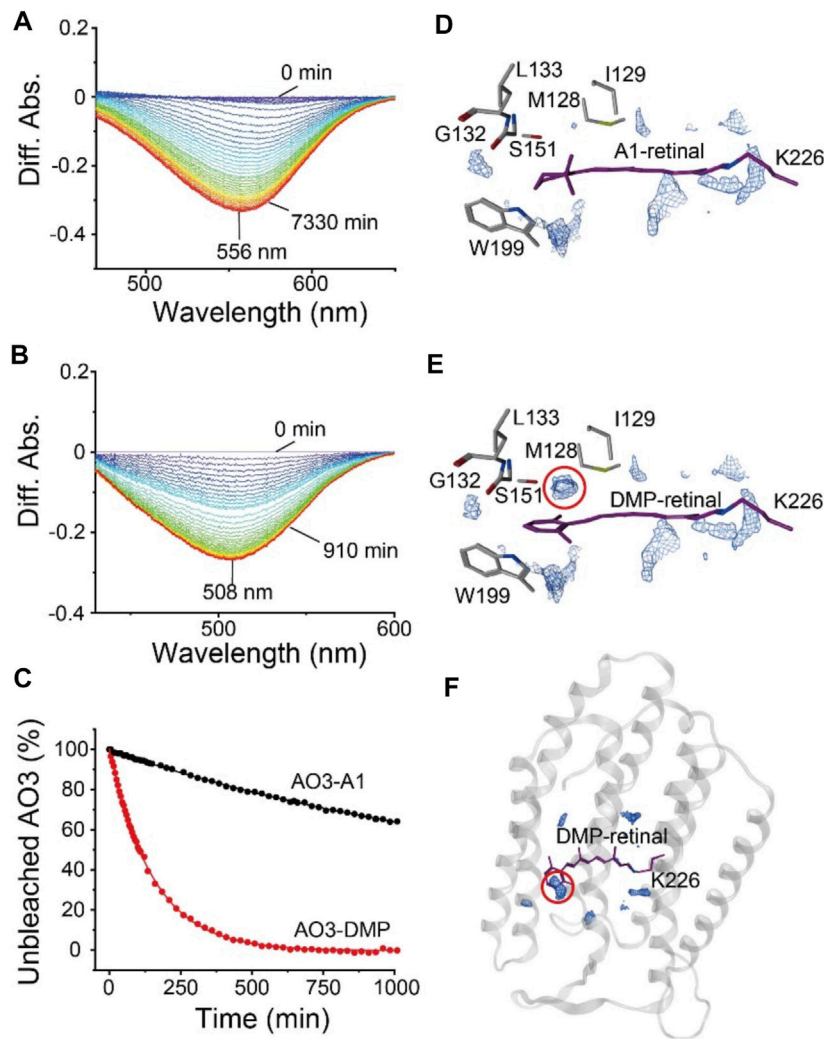 A
0.2
0
-0.2
-0.4
Diff. Abs.
0 min
7330 min
556 nm
500
600
Wavelength (nm)
B
0.2
0
-0.2
-0.4
Diff. Abs.
0 min
910 min
508 nm
500
600
Wavelength (nm)
C
100
80
60
40
20
0
Unbleached AO3 (%)
AO3-A1
AO3-DMP
0
250
500
750
1000
Time (min)
D
L133
I129
M128
G132
S151
A1-retinal
K226
W199
E
L133
I129
M128
G132
S151
DMP-retinal
K226
W199
F
DMP-retinal
K226